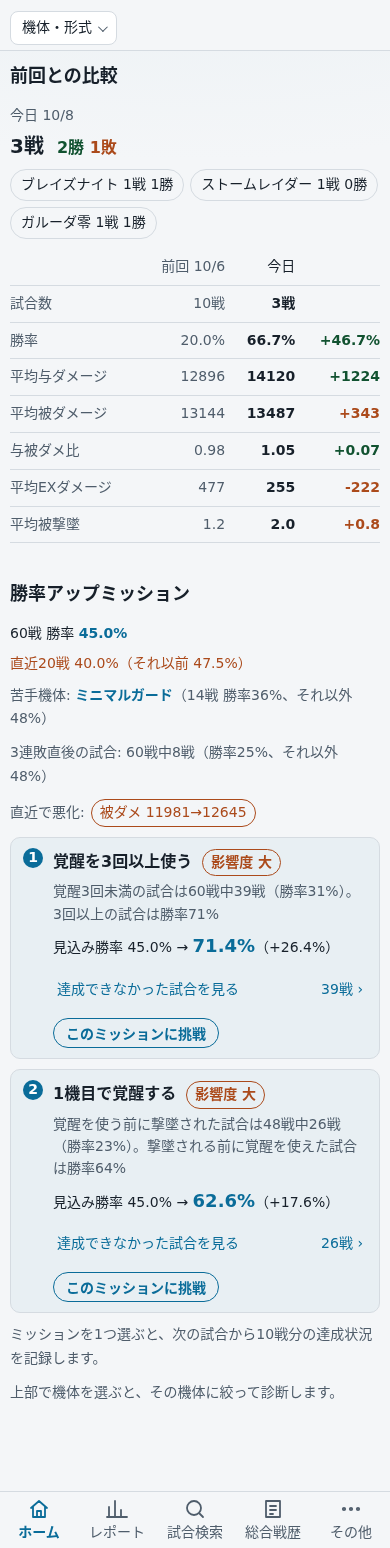 機体・形式
前回との比較
今日 10/8
3戦 2勝 1敗
ブレイズナイト 1戦 1勝 ストームレイダー 1戦 0勝
ガルーダ零 1戦 1勝
前回 10/6 今日
試合数 10戦 3戦
勝率 20.0% 66.7% +46.7%
平均与ダメージ 12896 14120 +1224
平均被ダメージ 13144 13487 +343
与被ダメ比 0.98 1.05 +0.07
平均EXダメージ 477 255 -222
平均被撃墜 1.2 2.0 +0.8
勝率アップミッション
60戦 勝率 45.0%
直近20戦 40.0%（それ以前 47.5%）
苦手機体: ミニマルガード（14戦 勝率36%、それ以外
48%）
3連敗直後の試合: 60戦中8戦（勝率25%、それ以外
48%）
直近で悪化: 被ダメ 11981→12645
1 覚醒を3回以上使う 影響度 大
覚醒3回未満の試合は60戦中39戦（勝率31%）。
3回以上の試合は勝率71%
見込み勝率 45.0% → 71.4%（+26.4%）
達成できなかった試合を見る 39戦 ›
このミッションに挑戦
2 1機目で覚醒する 影響度 大
覚醒を使う前に撃墜された試合は48戦中26戦
（勝率23%）。撃墜される前に覚醒を使えた試合
は勝率64%
見込み勝率 45.0% → 62.6%（+17.6%）
達成できなかった試合を見る 26戦 ›
このミッションに挑戦
ミッションを1つ選ぶと、次の試合から10戦分の達成状況
を記録します。
上部で機体を選ぶと、その機体に絞って診断します。
ホーム レポート 試合検索 総合戦歴 その他